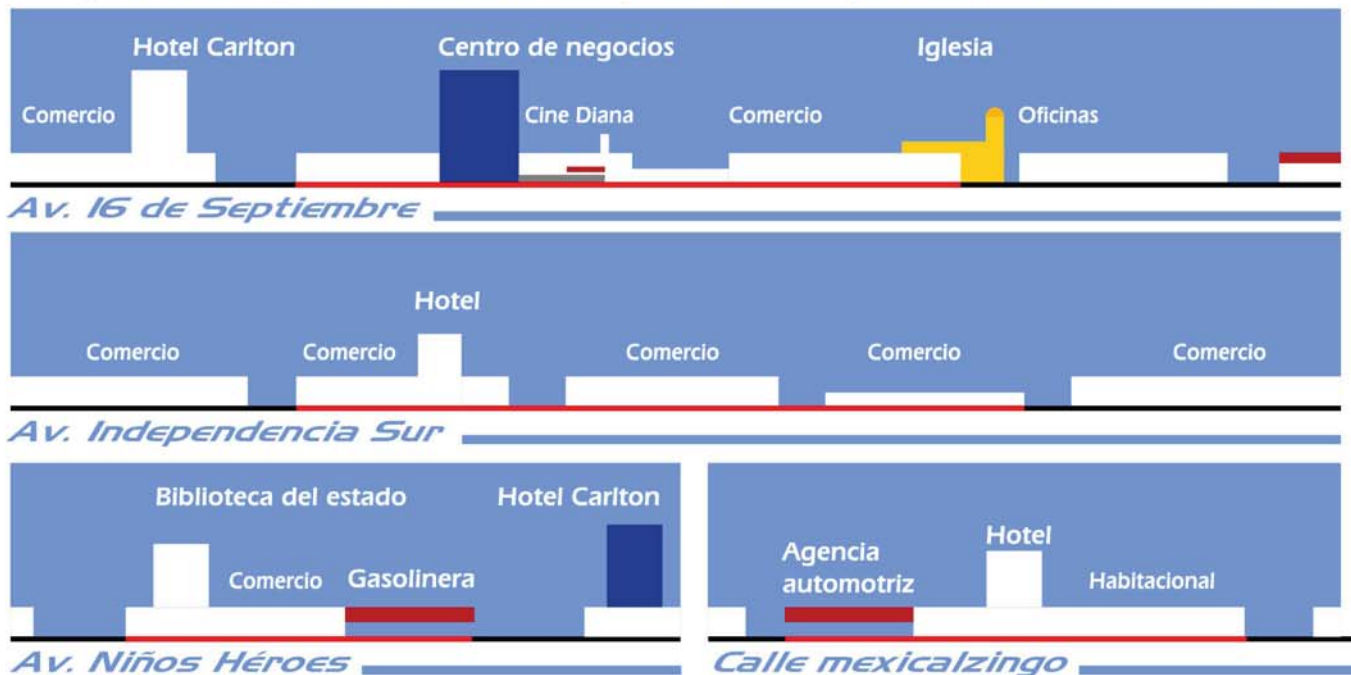 Hotel Carlton
Centro de negocios
Iglesia
Comercio
Cine Diana
Comercio
Oficinas
Av. 16 de Septiembre
Hotel
Comercio
Comercio
Comercio
Comercio
Comercio
Av. Independencia Sur
Biblioteca del estado
Hotel Carlton
Comercio
Gasolinera
Av. Niños Héroes
Hotel
Agencia
automotriz
Habitacional
Calle mexicalzingo